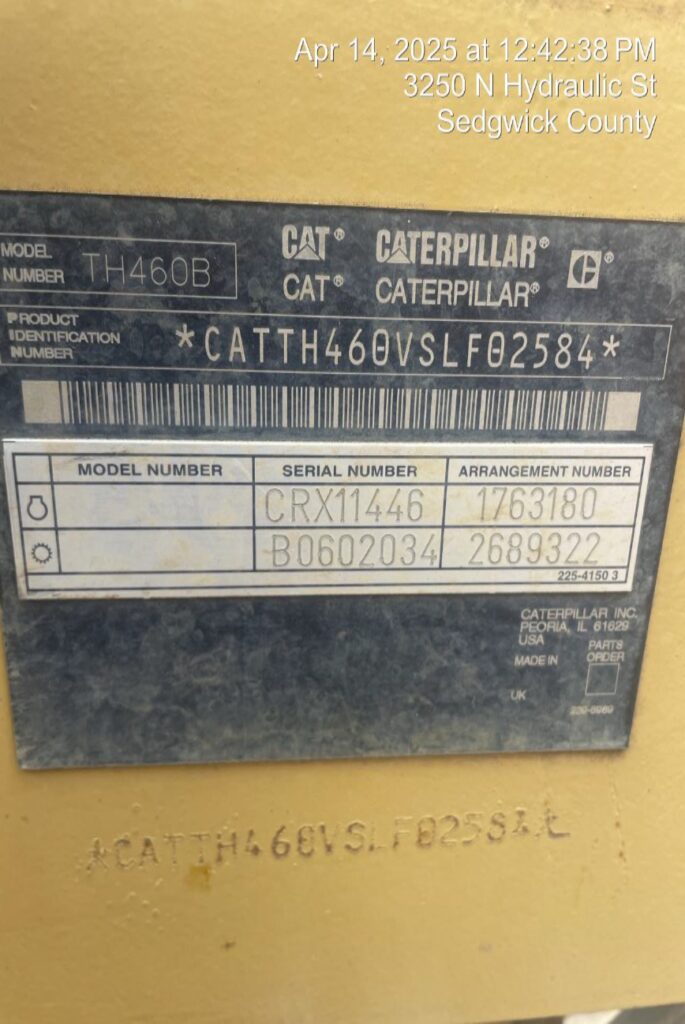 Apr 14, 2025 at 12:42:38 PM
3250 N Hydraulic St
Sedgwick County
MODEL NUMBER TH460B
CAT® CATERPILLAR®
CAT® CATERPILLAR®
PRODUCT IDENTIFICATION NUMBER *CATTH460VSLF02584*
MODEL NUMBER SERIAL NUMBER ARRANGEMENT NUMBER
CRX11446 1763180
B0602034 2689322
225-4150 3
CATERPILLAR INC.
PEORIA, IL 61629
USA
PARTS ORDER
MADE IN
UK
*CATTH460VSLF02584